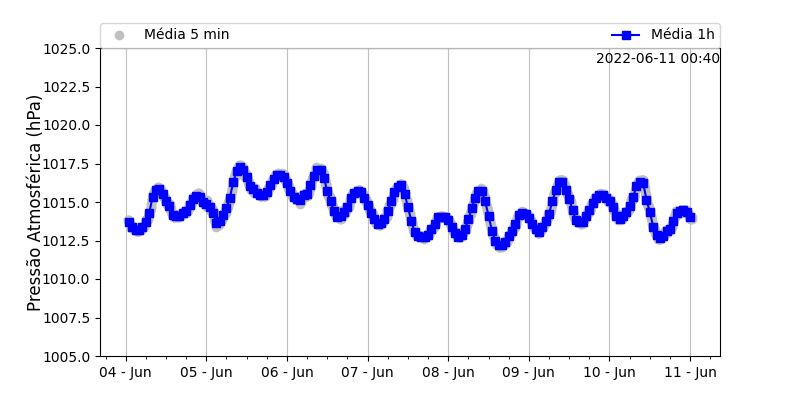 Média 5 min
Média 1h
2022-06-11 00:40
Pressão Atmosférica (hPa)
1025.0
1022.5
1020.0
1017.5
1015.0
1012.5
1010.0
1007.5
1005.0
04 - Jun
05 - Jun
06 - Jun
07 - Jun
08 - Jun
09 - Jun
10 - Jun
11 - Jun